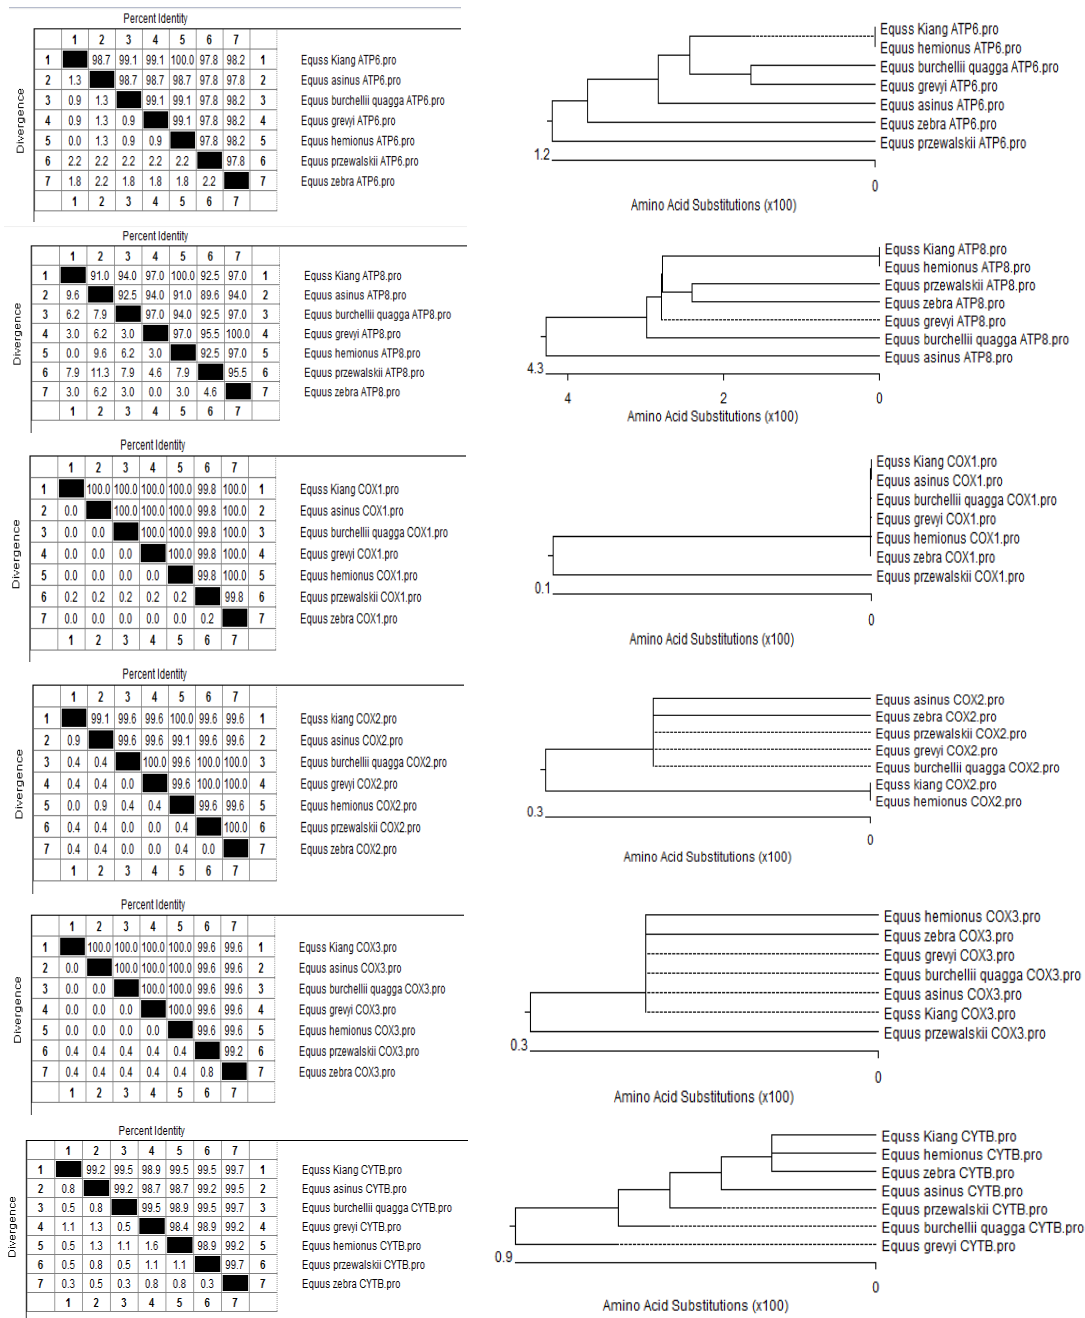 Percent Identity
1 2 3 4 5 6 7
1 98.7 99.1 99.1 100.0 97.8 98.2 1 Equss Kiang ATP6.pro
2 1.3 98.7 98.7 98.7 97.8 97.8 2 Equus asinus ATP6.pro
3 0.9 1.3 99.1 99.1 97.8 98.2 3 Equus burchellii quagga ATP6.pro
4 0.9 1.3 0.9 99.1 97.8 98.2 4 Equus grevyi ATP6.pro
5 0.0 1.3 0.9 0.9 97.8 98.2 5 Equus hemionus ATP6.pro
6 2.2 2.2 2.2 2.2 2.2 97.8 6 Equus przewalskii ATP6.pro
7 1.8 2.2 1.8 1.8 1.8 2.2 7 Equus zebra ATP6.pro
1 2 3 4 5 6 7
Divergence
Equss Kiang ATP6.pro
Equus hemionus ATP6.pro
Equus burchellii quagga ATP6.pro
Equus grevyi ATP6.pro
Equus asinus ATP6.pro
Equus zebra ATP6.pro
Equus przewalskii ATP6.pro
1.2
0
Amino Acid Substitutions (x100)
Percent Identity
1 2 3 4 5 6 7
1 91.0 94.0 97.0 100.0 92.5 97.0 1 Equss Kiang ATP8.pro
2 9.6 92.5 94.0 91.0 89.6 94.0 2 Equus asinus ATP8.pro
3 6.2 7.9 97.0 94.0 92.5 97.0 3 Equus burchellii quagga ATP8.pro
4 3.0 6.2 3.0 97.0 95.5 100.0 4 Equus grevyi ATP8.pro
5 0.0 9.6 6.2 3.0 92.5 97.0 5 Equus hemionus ATP8.pro
6 7.9 11.3 7.9 4.6 7.9 95.5 6 Equus przewalskii ATP8.pro
7 3.0 6.2 3.0 0.0 3.0 4.6 7 Equus zebra ATP8.pro
1 2 3 4 5 6 7
Divergence
Equss Kiang ATP8.pro
Equus hemionus ATP8.pro
Equus przewalskii ATP8.pro
Equus zebra ATP8.pro
Equus grevyi ATP8.pro
Equus burchellii quagga ATP8.pro
Equus asinus ATP8.pro
4.3
4 2 0
Amino Acid Substitutions (x100)
Percent Identity
1 2 3 4 5 6 7
1 100.0 100.0 100.0 100.0 99.8 100.0 1 Equss Kiang COX1.pro
2 0.0 100.0 100.0 100.0 99.8 100.0 2 Equus asinus COX1.pro
3 0.0 0.0 100.0 100.0 99.8 100.0 3 Equus burchellii quagga COX1.pro
4 0.0 0.0 0.0 100.0 99.8 100.0 4 Equus grevyi COX1.pro
5 0.0 0.0 0.0 0.0 99.8 100.0 5 Equus hemionus COX1.pro
6 0.2 0.2 0.2 0.2 0.2 99.8 6 Equus przewalskii COX1.pro
7 0.0 0.0 0.0 0.0 0.0 0.2 7 Equus zebra COX1.pro
1 2 3 4 5 6 7
Divergence
Equss Kiang COX1.pro
Equus asinus COX1.pro
Equus burchellii quagga COX1.pro
Equus grevyi COX1.pro
Equus hemionus COX1.pro
Equus zebra COX1.pro
Equus przewalskii COX1.pro
0.1
0
Amino Acid Substitutions (x100)
Percent Identity
1 2 3 4 5 6 7
1 99.1 99.6 99.6 100.0 99.6 99.6 1 Equss kiang COX2.pro
2 0.9 99.6 99.6 99.1 99.6 99.6 2 Equus asinus COX2.pro
3 0.4 0.4 100.0 99.6 100.0 100.0 3 Equus burchellii quagga COX2.pro
4 0.4 0.4 0.0 99.6 100.0 100.0 4 Equus grevyi COX2.pro
5 0.0 0.9 0.4 0.4 99.6 99.6 5 Equus hemionus COX2.pro
6 0.4 0.4 0.0 0.0 0.4 100.0 6 Equus przewalskii COX2.pro
7 0.4 0.4 0.0 0.0 0.4 0.0 7 Equus zebra COX2.pro
1 2 3 4 5 6 7
Divergence
Equus asinus COX2.pro
Equus zebra COX2.pro
Equus przewalskii COX2.pro
Equus grevyi COX2.pro
Equus burchellii quagga COX2.pro
Equss kiang COX2.pro
Equus hemionus COX2.pro
0.3
0
Amino Acid Substitutions (x100)
Percent Identity
1 2 3 4 5 6 7
1 100.0 100.0 100.0 100.0 99.6 99.6 1 Equss Kiang COX3.pro
2 0.0 100.0 100.0 100.0 99.6 99.6 2 Equus asinus COX3.pro
3 0.0 0.0 100.0 100.0 99.6 99.6 3 Equus burchellii quagga COX3.pro
4 0.0 0.0 0.0 100.0 99.6 99.6 4 Equus grevyi COX3.pro
5 0.0 0.0 0.0 0.0 99.6 99.6 5 Equus hemionus COX3.pro
6 0.4 0.4 0.4 0.4 0.4 99.2 6 Equus przewalskii COX3.pro
7 0.4 0.4 0.4 0.4 0.4 0.8 7 Equus zebra COX3.pro
1 2 3 4 5 6 7
Divergence
Equus hemionus COX3.pro
Equus zebra COX3.pro
Equus grevyi COX3.pro
Equus burchellii quagga COX3.pro
Equus asinus COX3.pro
Equss Kiang COX3.pro
Equus przewalskii COX3.pro
0.3
0
Amino Acid Substitutions (x100)
Percent Identity
1 2 3 4 5 6 7
1 99.2 99.5 98.9 99.5 99.5 99.7 1 Equss Kiang CYTB.pro
2 0.8 99.2 98.7 98.7 99.2 99.5 2 Equus asinus CYTB.pro
3 0.5 0.8 99.5 98.9 99.5 99.7 3 Equus burchellii quagga CYTB.pro
4 1.1 1.3 0.5 98.4 98.9 99.2 4 Equus grevyi CYTB.pro
5 0.5 1.3 1.1 1.6 98.9 99.2 5 Equus hemionus CYTB.pro
6 0.5 0.8 0.5 1.1 1.1 99.7 6 Equus przewalskii CYTB.pro
7 0.3 0.5 0.3 0.8 0.8 0.3 7 Equus zebra CYTB.pro
1 2 3 4 5 6 7
Divergence
Equss Kiang CYTB.pro
Equus hemionus CYTB.pro
Equus zebra CYTB.pro
Equus asinus CYTB.pro
Equus przewalskii CYTB.pro
Equus burchellii quagga CYTB.pro
Equus grevyi CYTB.pro
0.9
0
Amino Acid Substitutions (x100)